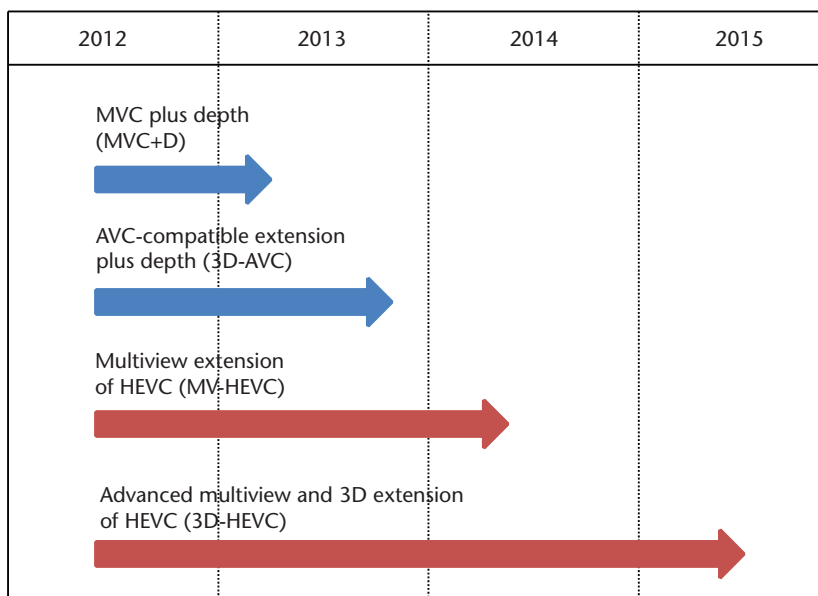 2012 2013 2014 2015
MVC plus depth
(MVC+D)
AVC-compatible extension
plus depth (3D-AVC)
Multiview extension
of HEVC (MV-HEVC)
Advanced multiview and 3D extension
of HEVC (3D-HEVC)